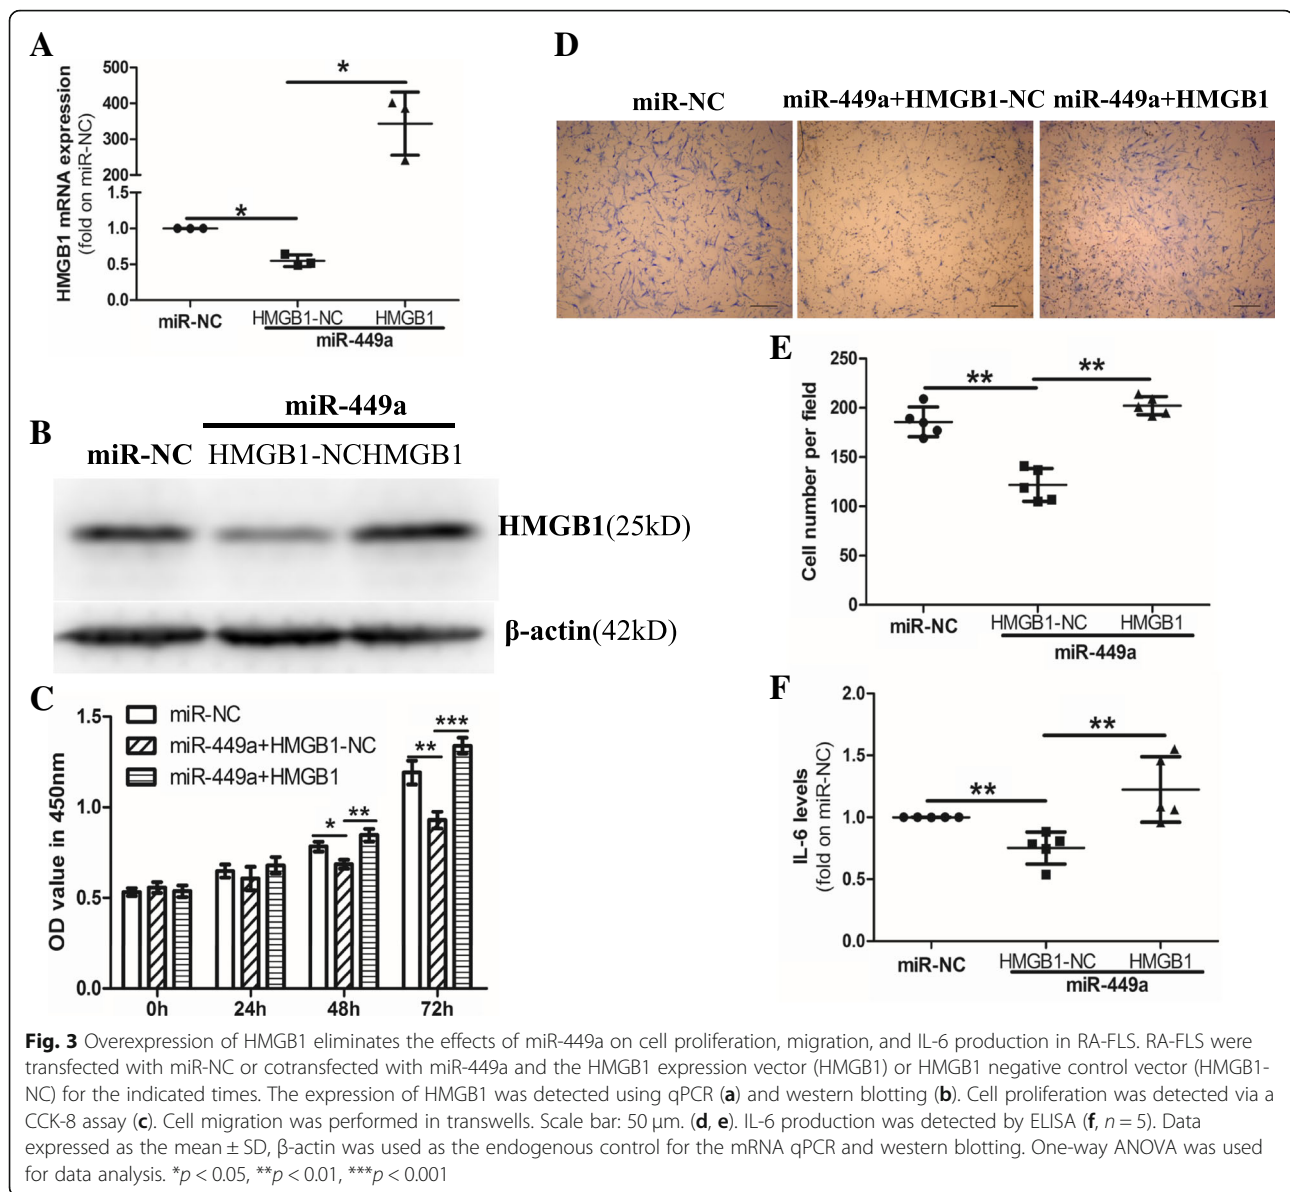 A
HMGB1 mRNA expression
(fold on miR-NC)
500
400
300
200
1.5
1.0
0.5
0.0
*
*
miR-NC
HMGB1-NC
HMGB1
miR-449a
D
miR-NC
miR-449a+HMGB1-NC
miR-449a+HMGB1
B
miR-449a
miR-NC
HMGB1-NC
HMGB1
HMGB1(25kD)
β-actin(42kD)
E
Cell number per field
250
200
150
100
50
0
**
**
miR-NC
HMGB1-NC
HMGB1
miR-449a
C
OD value in 450nm
1.5
1.0
0.5
0.0
miR-NC
miR-449a+HMGB1-NC
miR-449a+HMGB1
*
**
**
***
0h
24h
48h
72h
F
IL-6 levels
(fold on miR-NC)
2.0
1.5
1.0
0.5
0.0
**
**
miR-NC
HMGB1-NC
HMGB1
miR-449a
Fig. 3 Overexpression of HMGB1 eliminates the effects of miR-449a on cell proliferation, migration, and IL-6 production in RA-FLS. RA-FLS were
transfected with miR-NC or cotransfected with miR-449a and the HMGB1 expression vector (HMGB1) or HMGB1 negative control vector (HMGB1-
NC) for the indicated times. The expression of HMGB1 was detected using qPCR (a) and western blotting (b). Cell proliferation was detected via a
CCK-8 assay (c). Cell migration was performed in transwells. Scale bar: 50 μm. (d, e). IL-6 production was detected by ELISA (f, n = 5). Data
expressed as the mean ± SD, β-actin was used as the endogenous control for the mRNA qPCR and western blotting. One-way ANOVA was used
for data analysis. *p < 0.05, **p < 0.01, ***p < 0.001